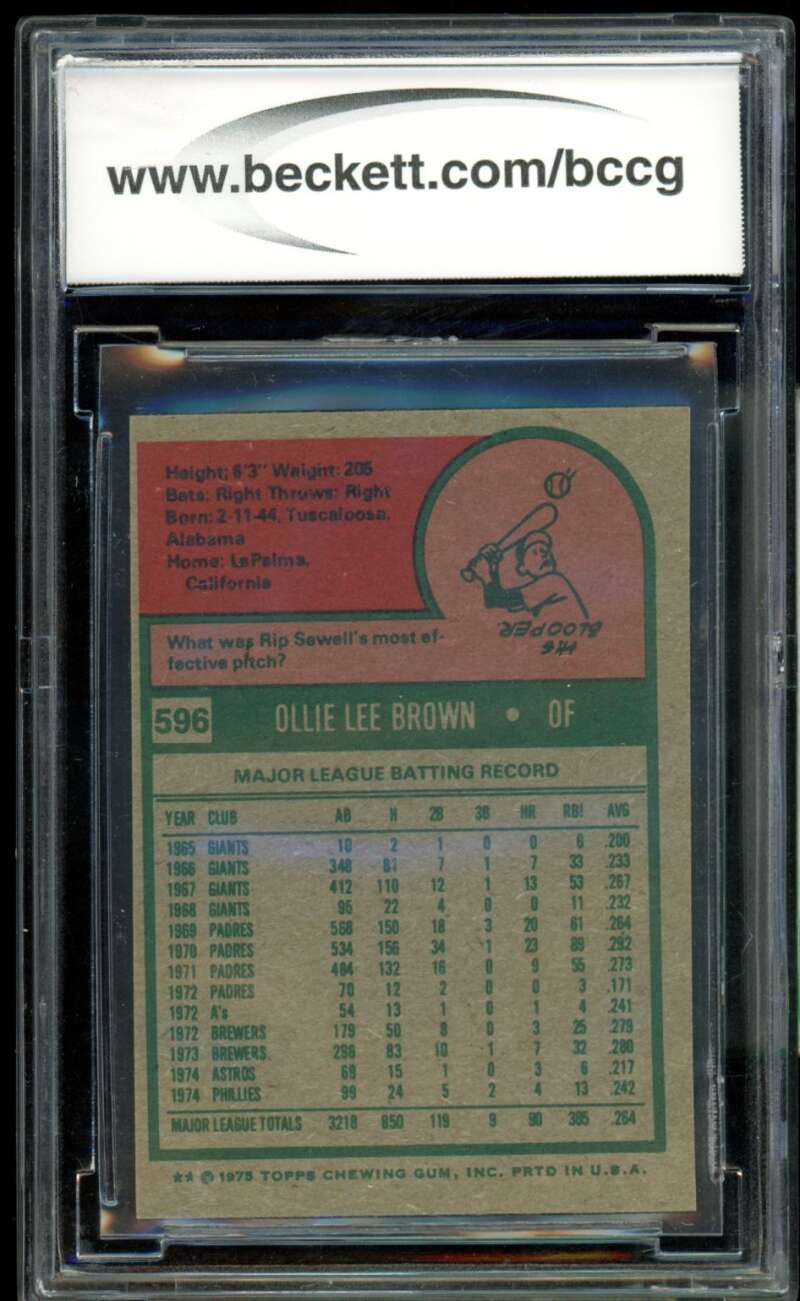 www.beckett.com/bccg
Height: 6'3" Weight: 205
Bats: Right Throws: Right
Born: 2-11-44, Tuscaloosa,
Alabama
Home: LaPalma,
California
What was Rip Sewell's most ef-
fective pitch?
HIS
BLOOPER
596 OLLIE LEE BROWN • OF
MAJOR LEAGUE BATTING RECORD
YEAR CLUB AB H 2B 3B HR RBI AVG
1965 GIANTS 10 2 1 0 0 0 .200
1966 GIANTS 348 81 7 1 7 33 .233
1967 GIANTS 412 110 12 1 13 53 .267
1968 GIANTS 95 22 4 0 0 11 .232
1969 PADRES 568 150 18 3 20 61 .264
1970 PADRES 534 156 34 1 23 89 .292
1971 PADRES 484 132 16 0 9 55 .273
1972 PADRES 70 12 2 0 0 3 .171
1972 A's 54 13 1 0 1 4 .241
1972 BREWERS 179 50 8 0 3 25 .279
1973 BREWERS 296 83 10 1 7 32 .280
1974 ASTROS 69 15 1 0 3 6 .217
1974 PHILLIES 99 24 5 2 4 13 .242
MAJOR LEAGUE TOTALS 3218 850 119 9 90 385 .264
** © 1975 TOPPS CHEWING GUM, INC. PRTD IN U.S.A.